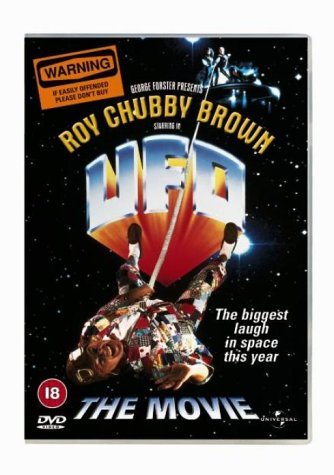 WARNING
IF EASILY OFFENDED
PLEASE DON'T BUY
GEORGE FORSTER PRESENTS
ROY CHUBBY BROWN
STARRING IN
UFO
The biggest
laugh
in space
this year
18
THE MOVIE
DVD
VIDEO
UNIVERSAL